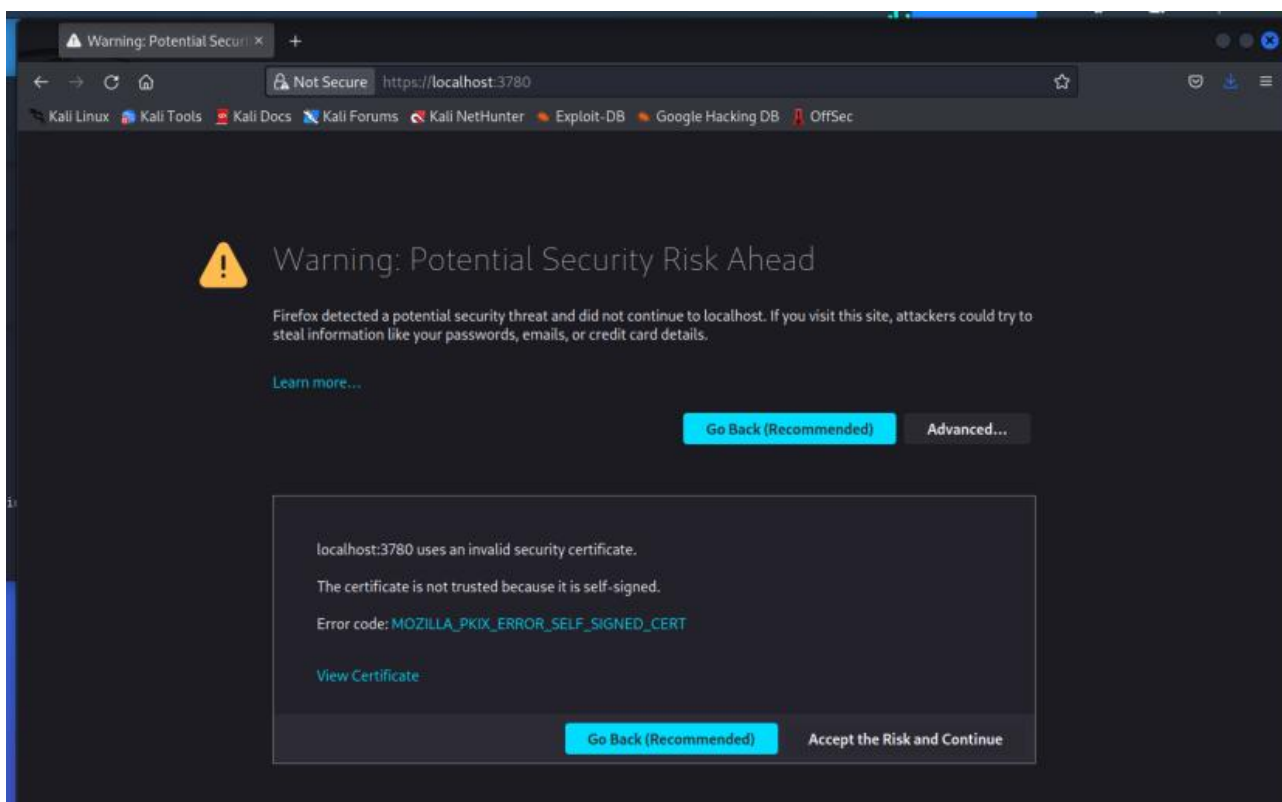 Warning: Potential Securi
Not Secure https://localhost:3780
Kali Linux Kali Tools Kali Docs Kali Forums Kali NetHunter Exploit-DB Google Hacking DB OffSec
Warning: Potential Security Risk Ahead
Firefox detected a potential security threat and did not continue to localhost. If you visit this site, attackers could try to
steal information like your passwords, emails, or credit card details.
Learn more…
Go Back (Recommended) Advanced...
localhost:3780 uses an invalid security certificate.
The certificate is not trusted because it is self-signed.
Error code: MOZILLA_PKIX_ERROR_SELF_SIGNED_CERT
View Certificate
Go Back (Recommended) Accept the Risk and Continue